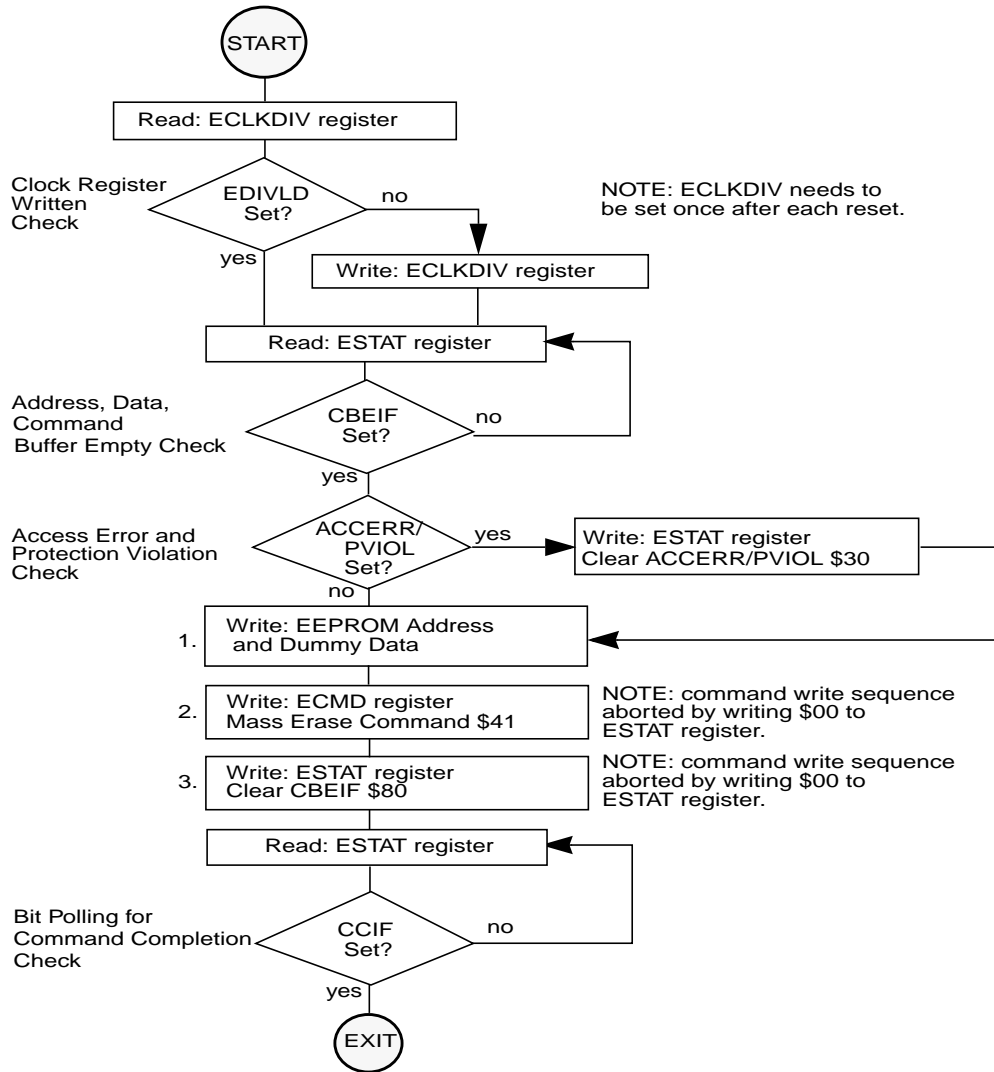 START
Read: ECLKDIV register
Clock Register
Written
Check
EDIVLD
Set?
no
yes
NOTE: ECLKDIV needs to
be set once after each reset.
Write: ECLKDIV register
Read: ESTAT register
Address, Data,
Command
Buffer Empty Check
CBEIF
Set?
no
yes
Access Error and
Protection Violation
Check
ACCERR/
PVIOL
Set?
yes
no
Write: ESTAT register
Clear ACCERR/PVIOL $30
1.
Write: EEPROM Address
and Dummy Data
2.
Write: ECMD register
Mass Erase Command $41
NOTE: command write sequence
aborted by writing $00 to
ESTAT register.
3.
Write: ESTAT register
Clear CBEIF $80
NOTE: command write sequence
aborted by writing $00 to
ESTAT register.
Read: ESTAT register
Bit Polling for
Command Completion
Check
CCIF
Set?
no
yes
EXIT